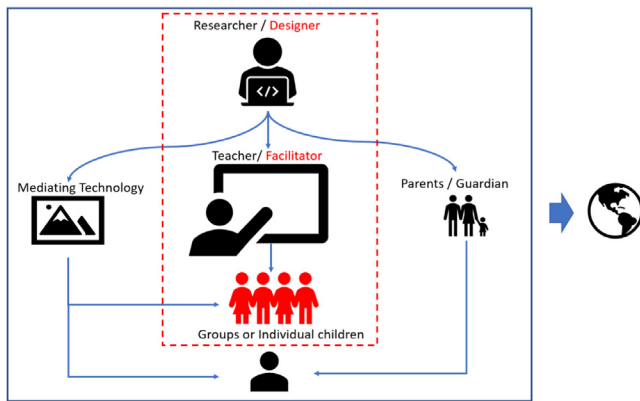 Researcher / Designer
</>
Teacher/ Facilitator
Mediating Technology
Parents / Guardian
Groups or Individual children